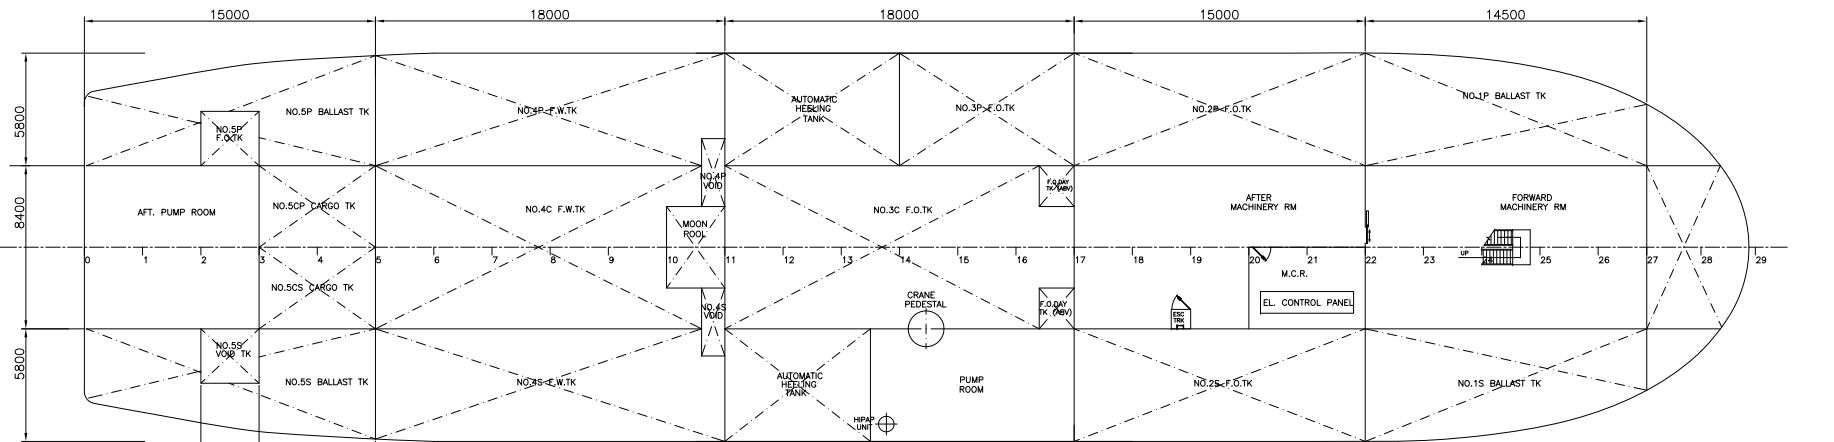 15000
18000
18000
15000
14500
5800
8400
5800
NO.5P BALLAST TK
NO.5P
F.O.TK
NO.4P F.W.TK
AUTOMATIC
HEELING
TANK
NO.3P F.O.TK
NO.2P F.O.TK
NO.1P BALLAST TK
AFT. PUMP ROOM
NO.5CP CARGO TK
NO.4C F.W.TK
NO.4P
VOID
MOON
POOL
NO.3C F.O.TK
F.O.DAY
TK (ABV)
AFTER
MACHINERY RM
FORWARD
MACHINERY RM
UP
0 1 2 3 4 5 6 7 8 9 10 11 12 13 14 15 16 17 18 19 20 21 22 23 24 25 26 27 28 29
NO.5CS CARGO TK
NO.4S
VOID
CRANE
PEDESTAL
F.O.DAY
TK (ABV)
M.C.R.
EL. CONTROL PANEL
ESC
TRK
NO.5S
VOID TK
NO.5S BALLAST TK
NO.4S F.W.TK
AUTOMATIC
HEELING
TANK
PUMP
ROOM
HIPAP
UNIT
NO.2S F.O.TK
NO.1S BALLAST TK